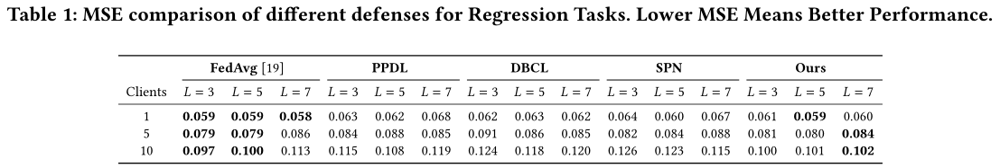 Table 1: MSE comparison of different defenses for Regression Tasks. Lower MSE Means Better Performance.
FedAvg [19] PPDL DBCL SPN Ours
Clients L = 3 L = 5 L = 7 L = 3 L = 5 L = 7 L = 3 L = 5 L = 7 L = 3 L = 5 L = 7 L = 3 L = 5 L = 7
1 0.059 0.059 0.058 0.063 0.062 0.068 0.062 0.063 0.062 0.064 0.060 0.067 0.061 0.059 0.060
5 0.079 0.079 0.086 0.084 0.088 0.085 0.091 0.086 0.085 0.082 0.084 0.088 0.081 0.080 0.084
10 0.097 0.100 0.113 0.115 0.108 0.119 0.124 0.118 0.120 0.126 0.123 0.115 0.100 0.101 0.102